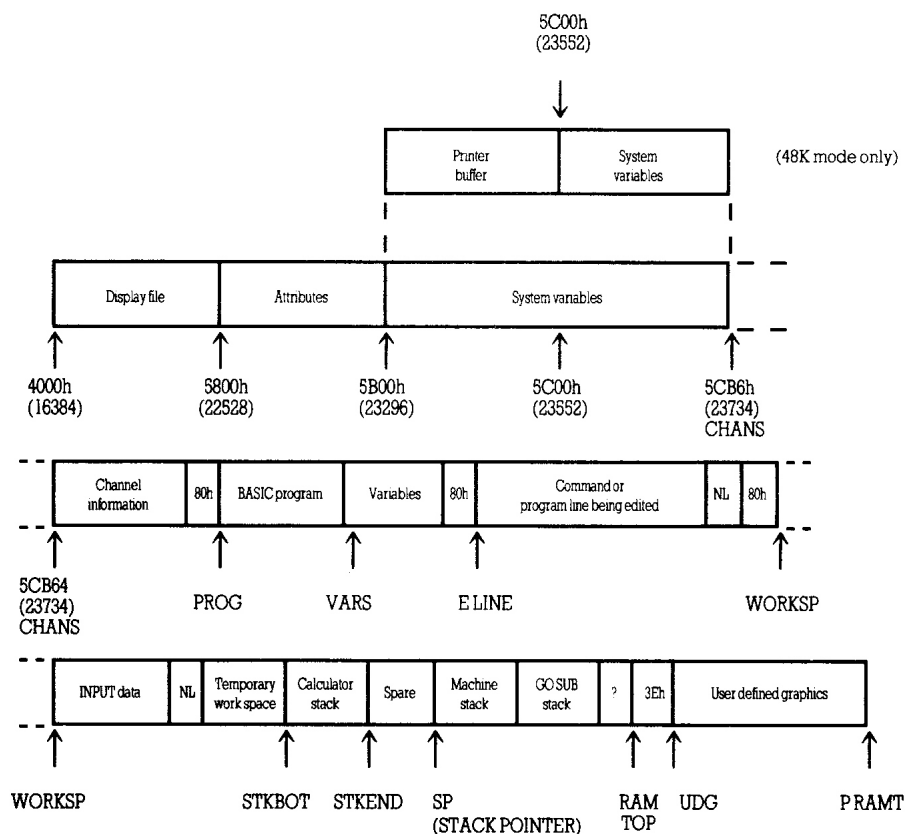 5C00h
(23552)
Printer
buffer
System
variables
(48K mode only)
Display file
Attributes
System variables
4000h
(16384)
5800h
(22528)
5B00h
(23296)
5C00h
(23552)
5CB6h
(23734)
CHANS
Channel
information
80h
BASIC program
Variables
80h
Command or
program line being edited
NL
80h
5CB64
(23734)
CHANS
PROG
VARS
E LINE
WORKSP
INPUT data
NL
Temporary
work space
Calculator
stack
Spare
Machine
stack
GO SUB
stack
?
3Eh
User defined graphics
WORKSP
STKBOT
STKEND
SP
(STACK POINTER)
RAM
TOP
UDG
P RAMT